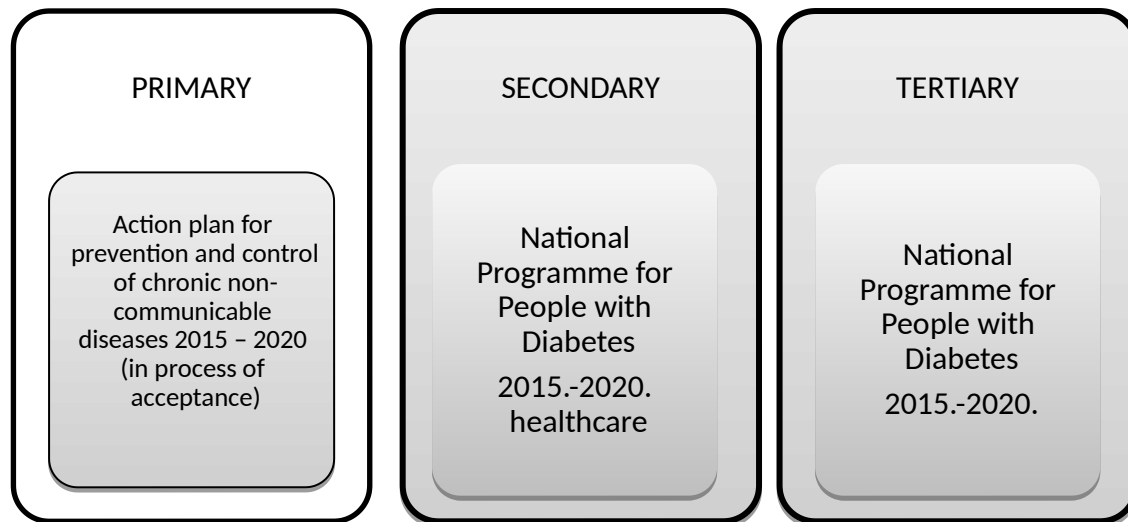 PRIMARY
Action plan for
prevention and control
of chronic non-
communicable
diseases 2015 – 2020
(in process of
acceptance)
SECONDARY
National
Programme for
People with
Diabetes
2015.-2020.
healthcare
TERTIARY
National
Programme for
People with
Diabetes
2015.-2020.